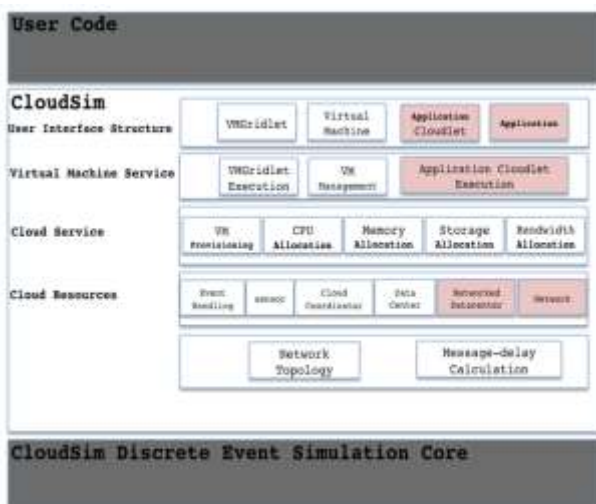 User Code
CloudSim
User Interface Structure
VMGridlet
Virtual
Machine
Application
Cloudlet
Application
Virtual Machine Service
VMGridlet
Execution
VM
Management
Application Cloudlet
Execution
Cloud Service
VM
Provisioning
CPU
Allocation
Memory
Allocation
Storage
Allocation
Bandwidth
Allocation
Cloud Resources
Event
Handling
sensor
Cloud
Coordinator
Data
Center
Networked
Datacenter
Network
Network
Topology
Message-delay
Calculation
CloudSim Discrete Event Simulation Core